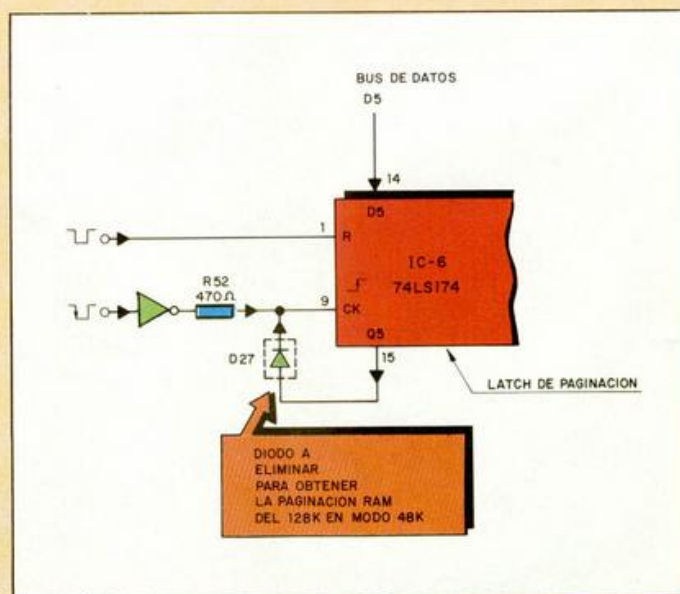 BUS DE DATOS
D5
14
D5
1
R
IC-6
74LS174
R52
470Ω
9
CK
Q5
D27
15
LATCH DE PAGINACION
DIODO A
ELIMINAR
PARA OBTENER
LA PAGINACION RAM
DEL 128K EN MODO 48K